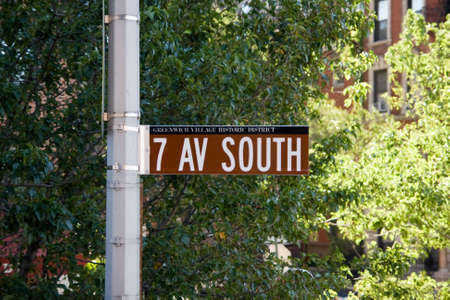 GREENWICH VILLAGE HISTORIC DISTRICT
7 AV SOUTH